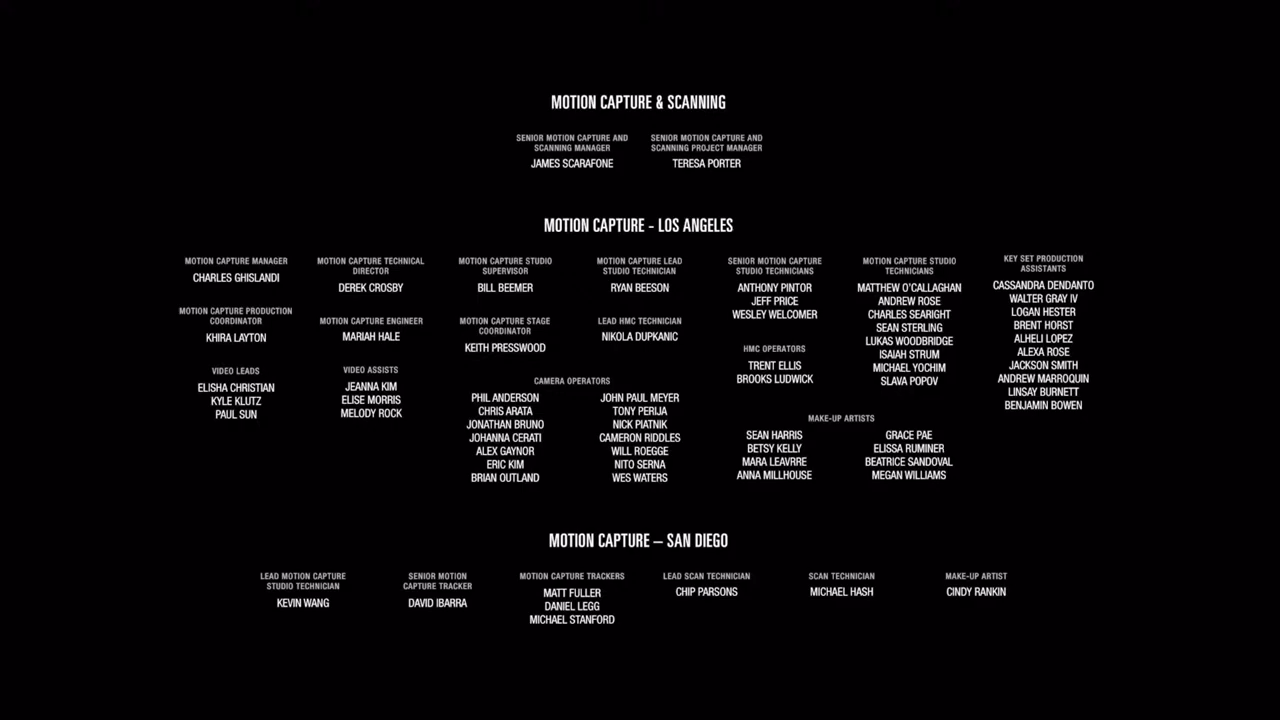 MOTION CAPTURE & SCANNING
SENIOR MOTION CAPTURE AND
SCANNING MANAGER
JAMES SCARAFONE
SENIOR MOTION CAPTURE AND
SCANNING PROJECT MANAGER
TERESA PORTER
MOTION CAPTURE - LOS ANGELES
MOTION CAPTURE MANAGER
CHARLES GHISLANDI
MOTION CAPTURE TECHNICAL
DIRECTOR
DEREK CROSBY
MOTION CAPTURE STUDIO
SUPERVISOR
BILL BEEMER
MOTION CAPTURE LEAD
STUDIO TECHNICIAN
RYAN BEESON
SENIOR MOTION CAPTURE
STUDIO TECHNICIANS
ANTHONY PINTOR
JEFF PRICE
WESLEY WELCOMER
MOTION CAPTURE STUDIO
TECHNICIANS
MATTHEW O'CALLAGHAN
ANDREW ROSE
CHARLES SEARIGHT
SEAN STERLING
LUKAS WOODBRIDGE
ISAIAH STRUM
MICHAEL YOCHIM
SLAVA POPOV
KEY SET PRODUCTION
ASSISTANTS
CASSANDRA DENDANTO
WALTER GRAY IV
LOGAN HESTER
BRENT HORST
ALHELI LOPEZ
ALEXA ROSE
JACKSON SMITH
ANDREW MARROQUIN
LINSAY BURNETT
BENJAMIN BOWEN
MOTION CAPTURE PRODUCTION
COORDINATOR
KHIRA LAYTON
MOTION CAPTURE ENGINEER
MARIAH HALE
MOTION CAPTURE STAGE
COORDINATOR
KEITH PRESSWOOD
LEAD HMC TECHNICIAN
NIKOLA DUPKANIC
HMC OPERATORS
TRENT ELLIS
BROOKS LUDWICK
VIDEO LEADS
ELISHA CHRISTIAN
KYLE KLUTZ
PAUL SUN
VIDEO ASSISTS
JEANNA KIM
ELISE MORRIS
MELODY ROCK
CAMERA OPERATORS
PHIL ANDERSON
CHRIS ARATA
JONATHAN BRUNO
JOHANNA CERATI
ALEX GAYNOR
ERIC KIM
BRIAN OUTLAND
JOHN PAUL MEYER
TONY PERIJA
NICK PIATNIK
CAMERON RIDDLES
WILL ROEGGE
NITO SERNA
WES WATERS
MAKE-UP ARTISTS
SEAN HARRIS
BETSY KELLY
MARA LEAVRRE
ANNA MILLHOUSE
GRACE PAE
ELISSA RUMINER
BEATRICE SANDOVAL
MEGAN WILLIAMS
MOTION CAPTURE – SAN DIEGO
LEAD MOTION CAPTURE
STUDIO TECHNICIAN
KEVIN WANG
SENIOR MOTION
CAPTURE TRACKER
DAVID IBARRA
MOTION CAPTURE TRACKERS
MATT FULLER
DANIEL LEGG
MICHAEL STANFORD
LEAD SCAN TECHNICIAN
CHIP PARSONS
SCAN TECHNICIAN
MICHAEL HASH
MAKE-UP ARTIST
CINDY RANKIN